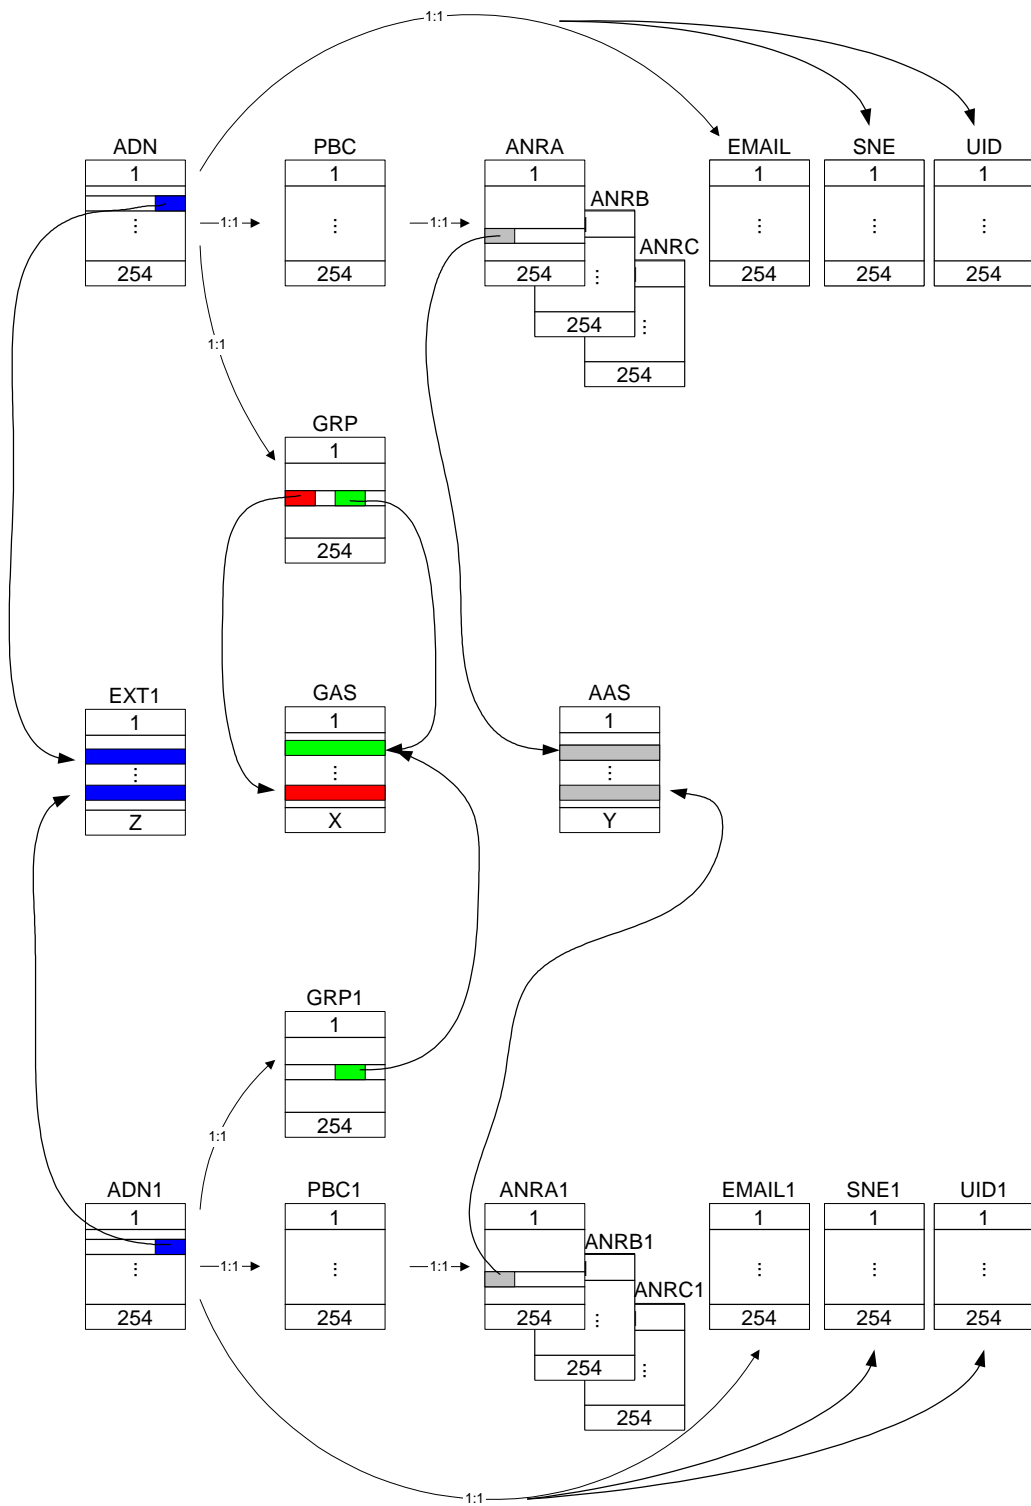 1:1
ADN
PBC
ANRA
EMAIL
SNE
UID
1
1
1
1
1
1
ANRB
⋮
1:1
⋮
1:1
⋮
⋮
⋮
ANRC
254
254
254
⋮
254
254
254
254
⋮
1:1
254
GRP
1
254
EXT1
GAS
AAS
1
1
1
⋮
⋮
⋮
Z
X
Y
GRP1
1
254
1:1
ADN1
PBC1
ANRA1
EMAIL1
SNE1
UID1
1
1
1
1
1
1
ANRB1
⋮
1:1
⋮
1:1
⋮
⋮
⋮
ANRC1
254
254
254
⋮
254
254
254
254
⋮
254
1:1